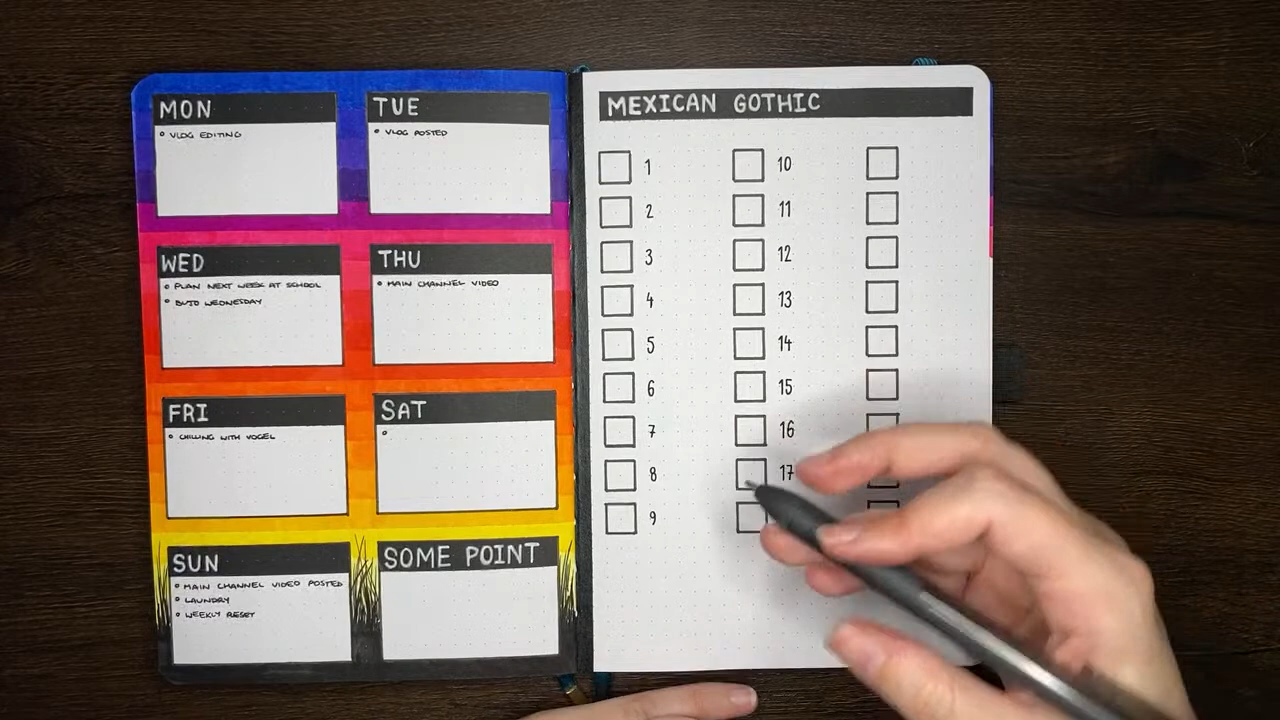 MON
VLOG EDITING
TUE
VLOG POSTED
WED
PLAN NEXT WEEK AT SCHOOL
BUJO WEDNESDAY
THU
MAIN CHANNEL VIDEO
FRI
CHILLING WITH VOGEL
SAT
SUN
MAIN CHANNEL VIDEO POSTED
LAUNDRY
WEEKLY RESET
SOME POINT
MEXICAN GOTHIC
1
2
3
4
5
6
7
8
9
10
11
12
13
14
15
16
17